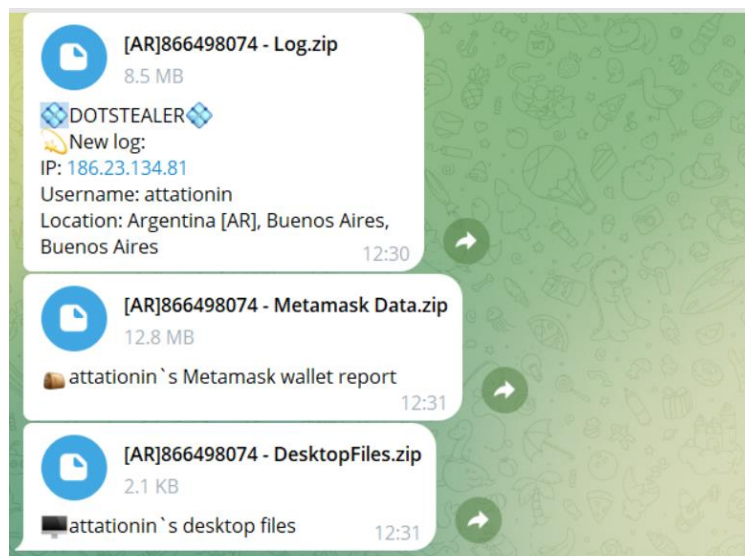 [AR]866498074 - Log.zip
8.5 MB
💠DOTSTEALER💠
💫New log:
IP: 186.23.134.81
Username: attationin
Location: Argentina [AR], Buenos Aires,
Buenos Aires
12:30
[AR]866498074 - Metamask Data.zip
12.8 MB
👝attationin`s Metamask wallet report
12:31
[AR]866498074 - DesktopFiles.zip
2.1 KB
🖥attationin`s desktop files
12:31